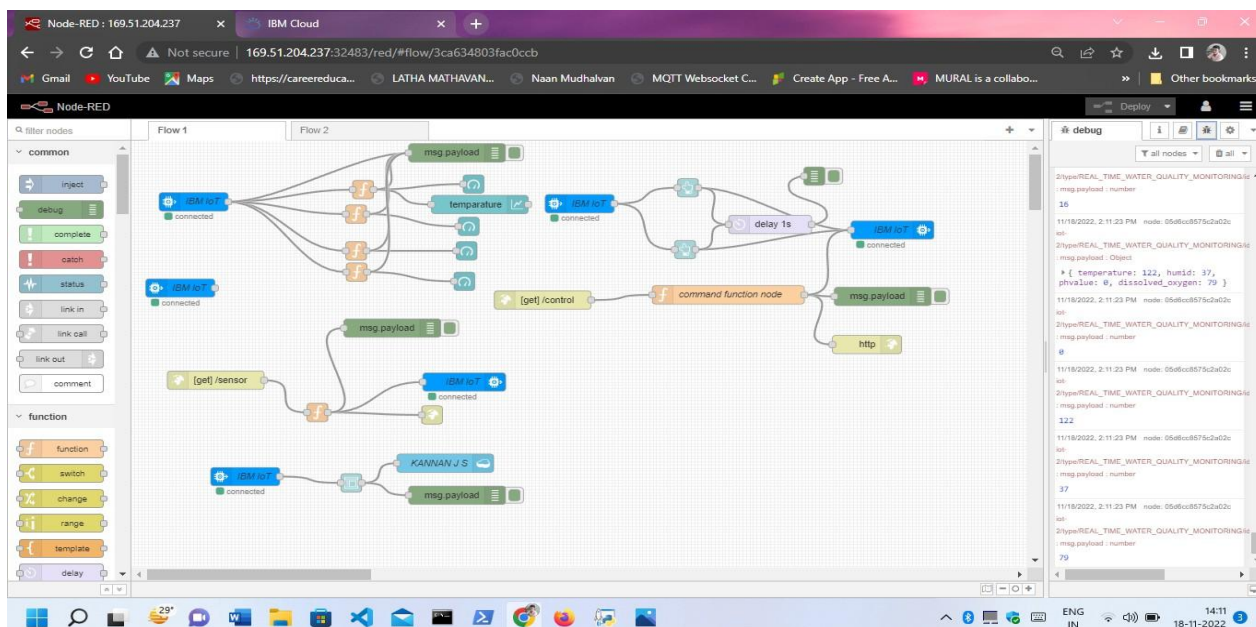 Node-RED : 169.51.204.237
IBM Cloud
Not secure | 169.51.204.237:32483/red/#flow/3ca634803fac0ccb
Gmail YouTube Maps https://careereduca... LATHA MATHAVAN... Naan Mudhalvan MQTT Websocket C... Create App - Free A... MURAL is a collabo... » Other bookmarks
Node-RED
Deploy
filter nodes
common
inject
debug
complete
catch
status
link in
link call
link out
comment
function
function
switch
change
range
template
delay
Flow 1
Flow 2
msg.payload
IBM IoT
connected
temparature
IBM IoT
connected
delay 1s
IBM IoT
connected
IBM IoT
connected
[get] /control
command function node
msg.payload
http
msg.payload
[get] /sensor
IBM IoT
connected
IBM IoT
connected
KANNAN J S
msg.payload
debug
all nodes
all
2/type/REAL_TIME_WATER_QUALITY_MONITORING/id
: msg.payload : number
16
11/18/2022, 2:11:23 PM node: 05d6cc8575c2a02c
iot-
2/type/REAL_TIME_WATER_QUALITY_MONITORING/id
: msg.payload : Object
{ temperature: 122, humid: 37,
phvalue: 0, dissolved_oxygen: 79 }
11/18/2022, 2:11:23 PM node: 05d6cc8575c2a02c
iot-
2/type/REAL_TIME_WATER_QUALITY_MONITORING/id
: msg.payload : number
0
11/18/2022, 2:11:23 PM node: 05d6cc8575c2a02c
iot-
2/type/REAL_TIME_WATER_QUALITY_MONITORING/id
: msg.payload : number
122
11/18/2022, 2:11:23 PM node: 05d6cc8575c2a02c
iot-
2/type/REAL_TIME_WATER_QUALITY_MONITORING/id
: msg.payload : number
37
11/18/2022, 2:11:23 PM node: 05d6cc8575c2a02c
iot-
2/type/REAL_TIME_WATER_QUALITY_MONITORING/id
: msg.payload : number
79
29°
ENG
IN
14:11
18-11-2022
3